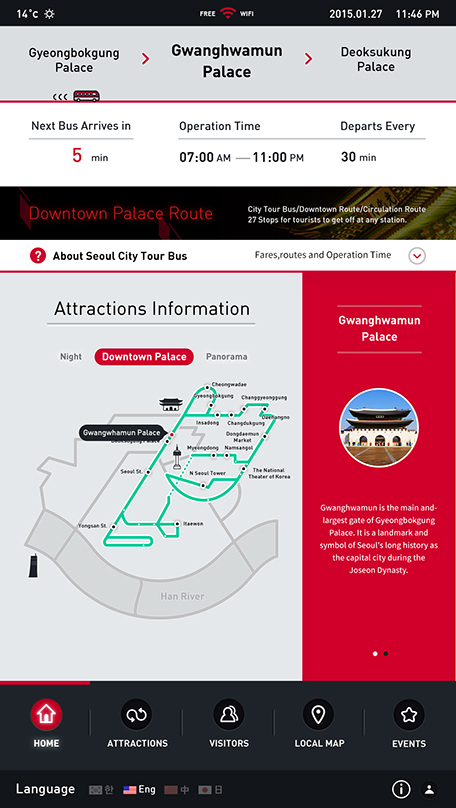 14°c FREE WIFI 2015.01.27 11:46 PM
Gyeongbokgung
Palace
Gwanghwamun
Palace
Deoksukung
Palace
Next Bus Arrives in
5 min
Operation Time
07:00 AM — 11:00 PM
Departs Every
30 min
Downtown Palace Route
City Tour Bus/Downtown Route/Circulation Route
27 Stops for tourists to get off at any station.
? About Seoul City Tour Bus
Fares,routes and Operation Time
Attractions Information
Night Downtown Palace Panorama
Cheongwadae
Gyeongbokgung
Changgyeonggung
Insadong
Changdugung
Gwangwhamun Palace
Dongdaemun
Market
Myeongdong
Namsangol
Seoul St.
N Seoul Tower
The National
Theater of Korea
Yongsan St.
Itaewon
Han River
Gwanghwamun
Palace
Gwanghwamun is the main and-
largest gate of Gyeongbokgung
Palace. It is a landmark and
symbol of Seoul's long history as
the capital city during the
Joseon Dynasty.
HOME ATTRACTIONS VISITORS LOCAL MAP EVENTS
Language 한 Eng 中 日